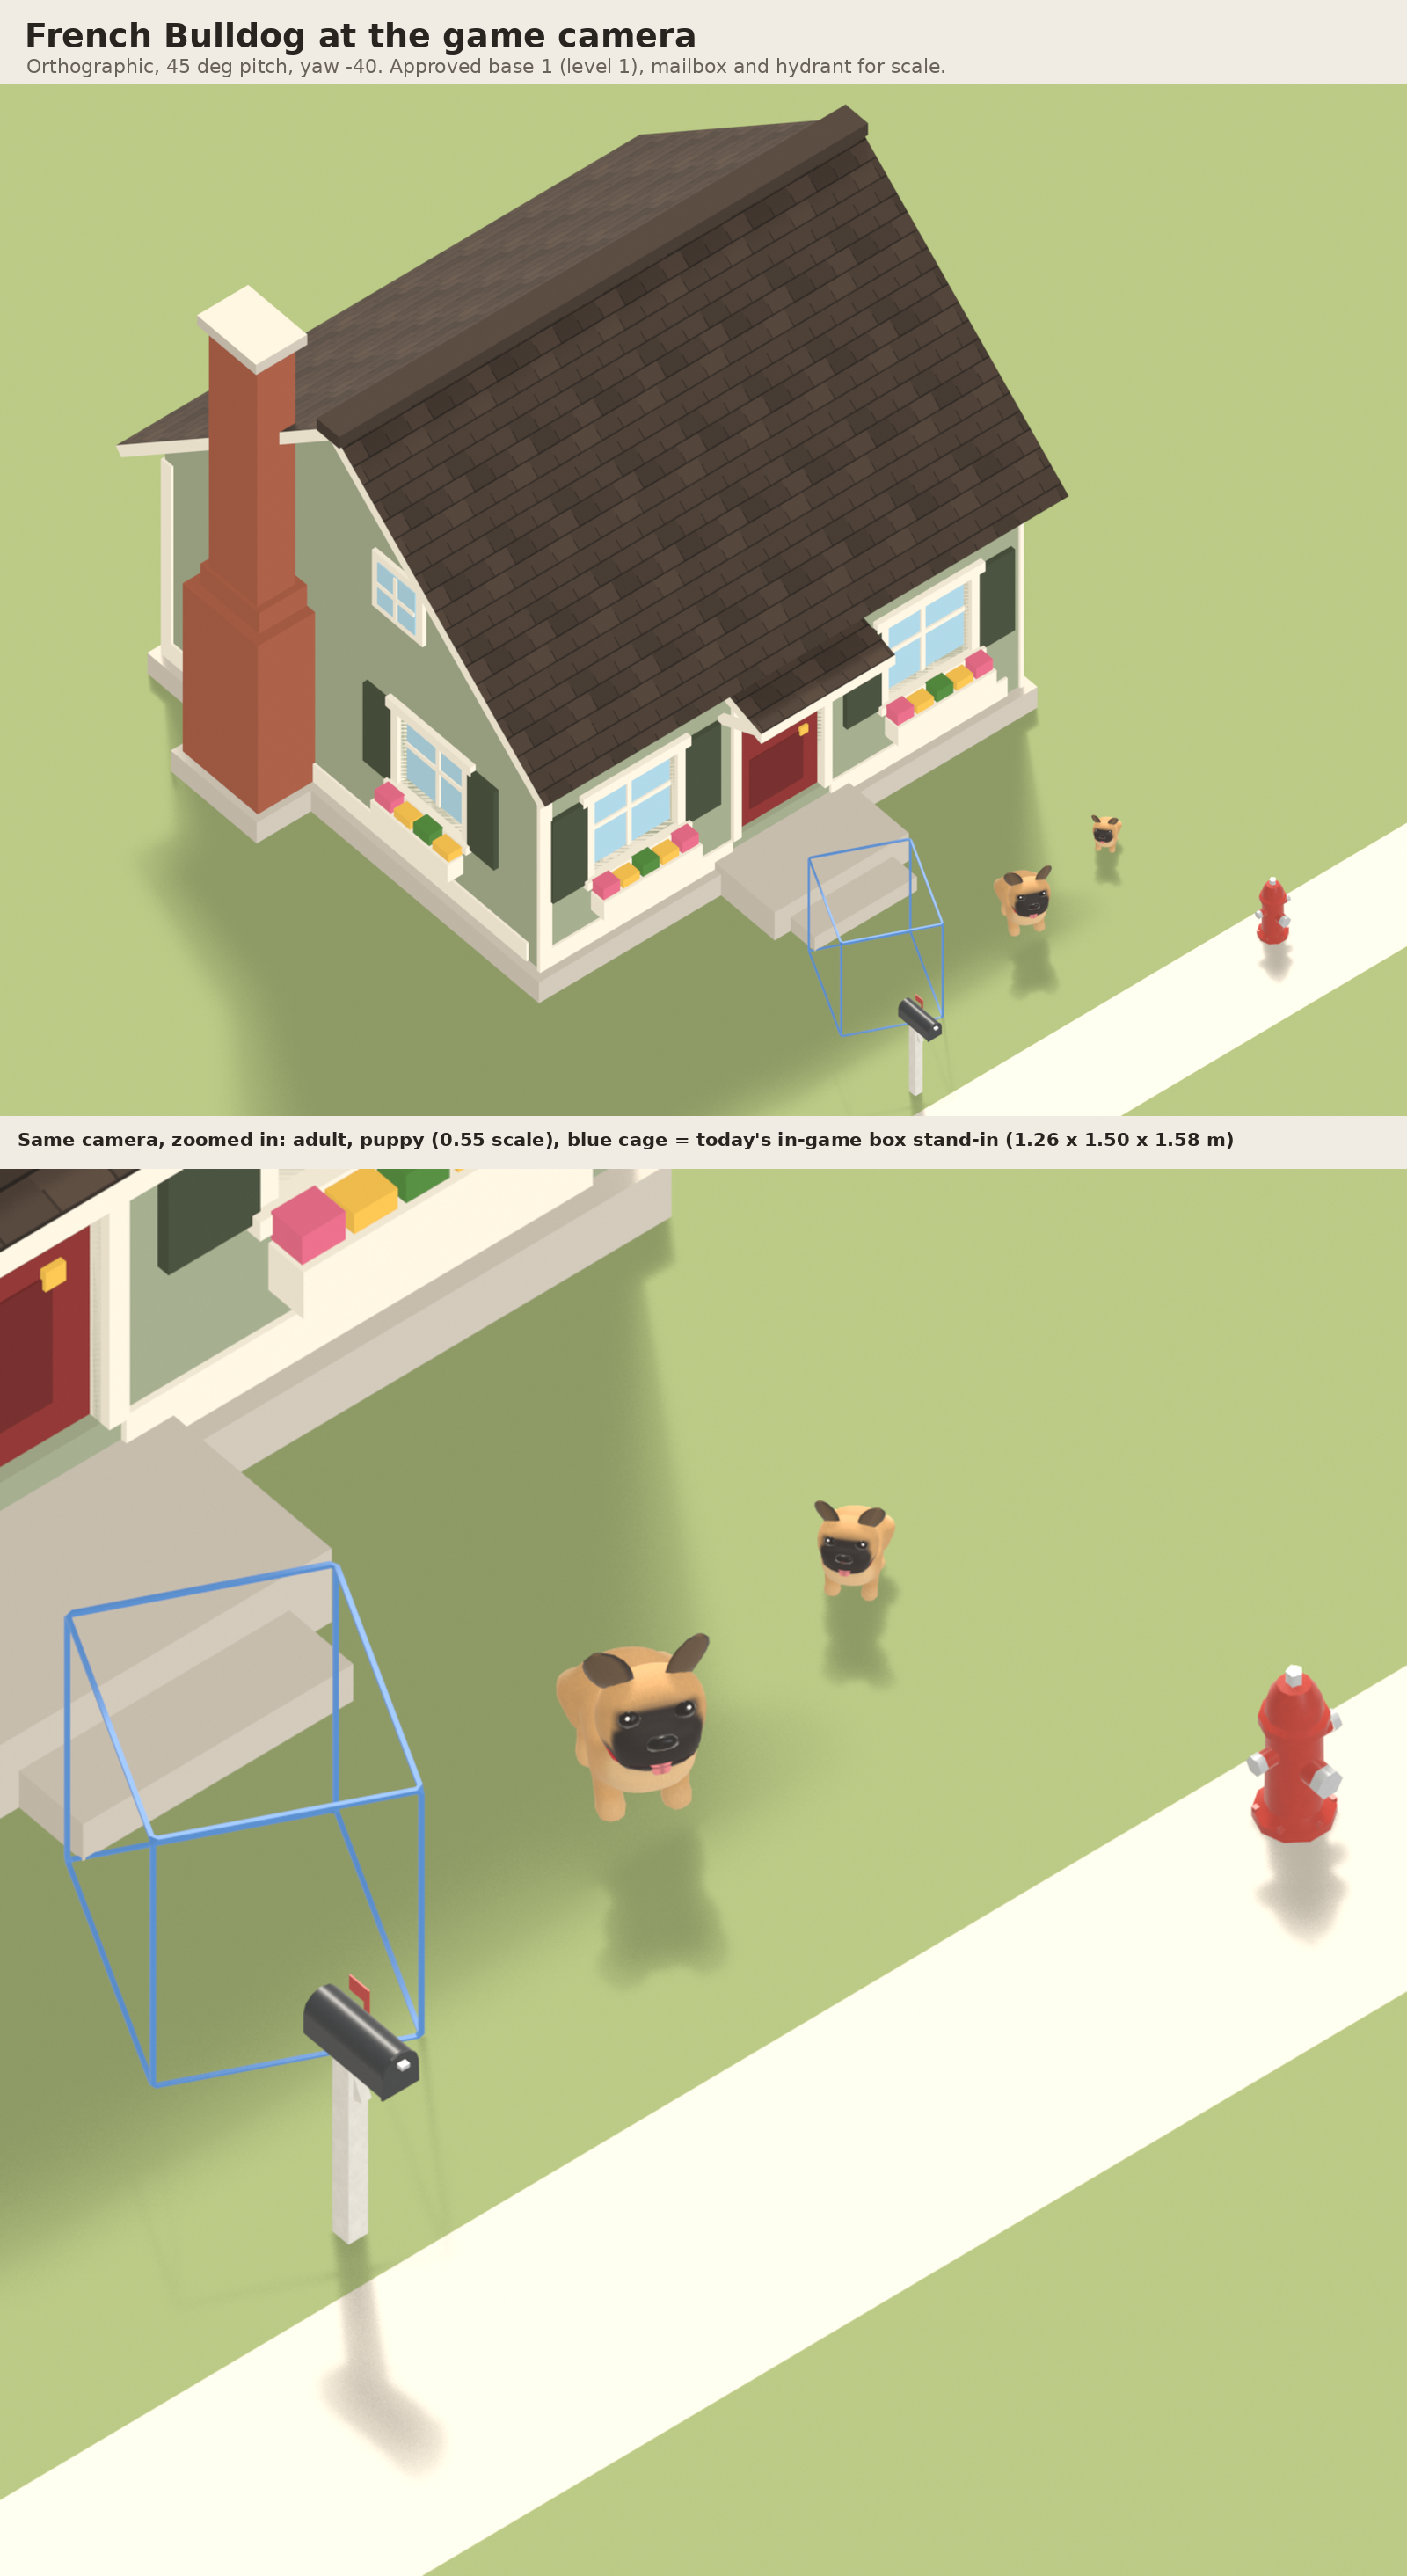 French Bulldog at the game camera
Orthographic, 45 deg pitch, yaw -40. Approved base 1 (level 1), mailbox and hydrant for scale.
Same camera, zoomed in: adult, puppy (0.55 scale), blue cage = today's in-game box stand-in (1.26 x 1.50 x 1.58 m)